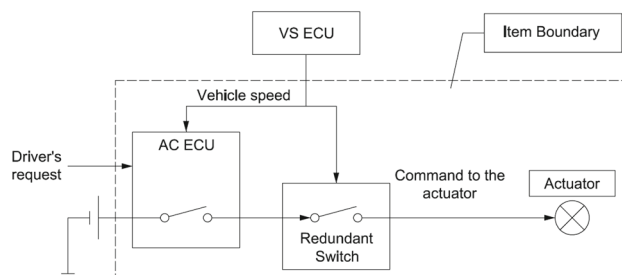 VS ECU
Item Boundary
Vehicle speed
AC ECU
Driver's
request
Command to the
actuator
Actuator
Redundant
Switch